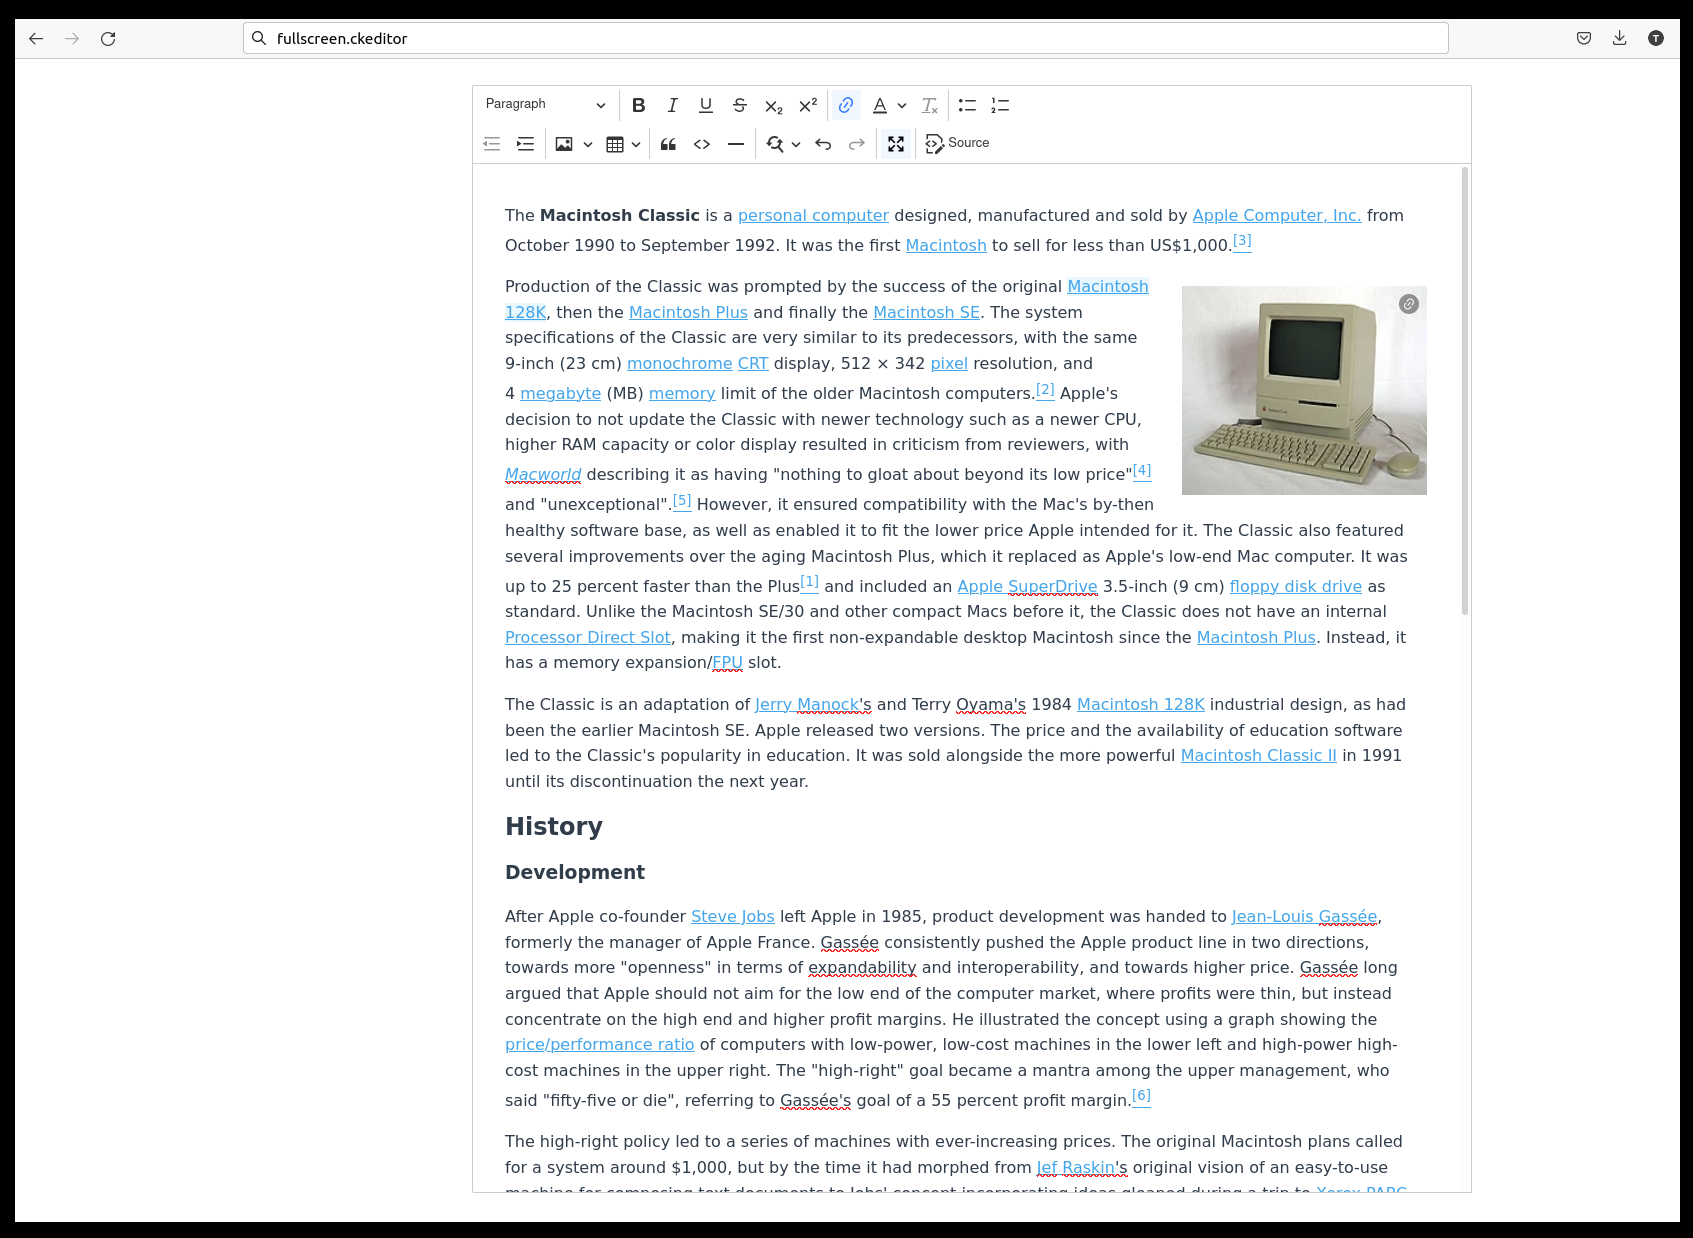 fullscreen.ckeditor
T
Paragraph
Source
The Macintosh Classic is a personal computer designed, manufactured and sold by Apple Computer, Inc. from
October 1990 to September 1992. It was the first Macintosh to sell for less than US$1,000.[3]
Production of the Classic was prompted by the success of the original Macintosh
128K, then the Macintosh Plus and finally the Macintosh SE. The system
specifications of the Classic are very similar to its predecessors, with the same
9-inch (23 cm) monochrome CRT display, 512 × 342 pixel resolution, and
4 megabyte (MB) memory limit of the older Macintosh computers.[2] Apple's
decision to not update the Classic with newer technology such as a newer CPU,
higher RAM capacity or color display resulted in criticism from reviewers, with
Macworld describing it as having "nothing to gloat about beyond its low price"[4]
and "unexceptional".[5] However, it ensured compatibility with the Mac's by-then
healthy software base, as well as enabled it to fit the lower price Apple intended for it. The Classic also featured
several improvements over the aging Macintosh Plus, which it replaced as Apple's low-end Mac computer. It was
up to 25 percent faster than the Plus[1] and included an Apple SuperDrive 3.5-inch (9 cm) floppy disk drive as
standard. Unlike the Macintosh SE/30 and other compact Macs before it, the Classic does not have an internal
Processor Direct Slot, making it the first non-expandable desktop Macintosh since the Macintosh Plus. Instead, it
has a memory expansion/FPU slot.
The Classic is an adaptation of Jerry Manock's and Terry Oyama's 1984 Macintosh 128K industrial design, as had
been the earlier Macintosh SE. Apple released two versions. The price and the availability of education software
led to the Classic's popularity in education. It was sold alongside the more powerful Macintosh Classic II in 1991
until its discontinuation the next year.
History
Development
After Apple co-founder Steve Jobs left Apple in 1985, product development was handed to Jean-Louis Gassée,
formerly the manager of Apple France. Gassée consistently pushed the Apple product line in two directions,
towards more "openness" in terms of expandability and interoperability, and towards higher price. Gassée long
argued that Apple should not aim for the low end of the computer market, where profits were thin, but instead
concentrate on the high end and higher profit margins. He illustrated the concept using a graph showing the
price/performance ratio of computers with low-power, low-cost machines in the lower left and high-power high-
cost machines in the upper right. The "high-right" goal became a mantra among the upper management, who
said "fifty-five or die", referring to Gassée's goal of a 55 percent profit margin.[6]
The high-right policy led to a series of machines with ever-increasing prices. The original Macintosh plans called
for a system around $1,000, but by the time it had morphed from Jef Raskin's original vision of an easy-to-use
machine for composing text documents to Jobs' concept incorporating ideas gleaned during a trip to Xerox PARC